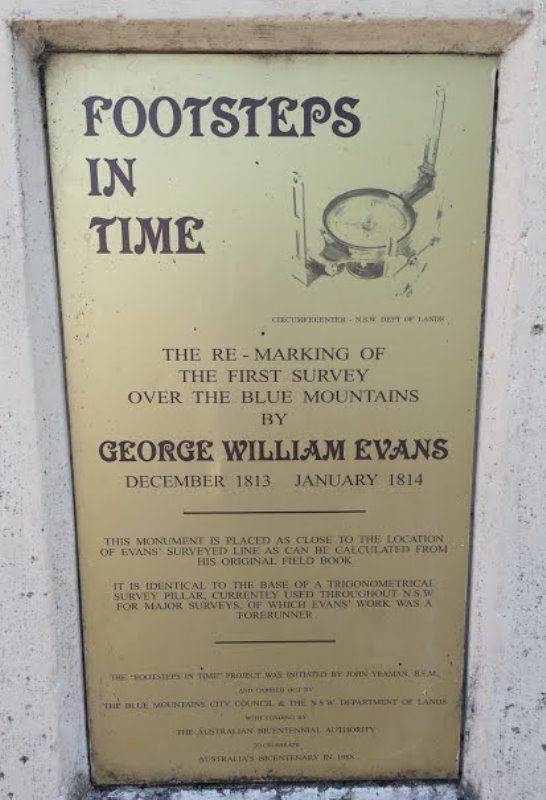 FOOTSTEPS
IN
TIME
CIRCUMFERENTER - N.S.W. DEPT OF LANDS
THE RE - MARKING OF
THE FIRST SURVEY
OVER THE BLUE MOUNTAINS
BY
GEORGE WILLIAM EVANS
DECEMBER 1813 JANUARY 1814
THIS MONUMENT IS PLACED AS CLOSE TO THE LOCATION
OF EVANS' SURVEYED LINE AS CAN BE CALCULATED FROM
HIS ORIGINAL FIELD BOOK
IT IS IDENTICAL TO THE BASE OF A TRIGONOMETRICAL
SURVEY PILLAR, CURRENTLY USED THROUGHOUT N.S.W
FOR MAJOR SURVEYS, OF WHICH EVANS' WORK WAS A
FORERUNNER
THE "FOOTSTEPS IN TIME" PROJECT WAS INITIATED BY JOHN YEAMAN, B.E.M.,
AND CARRIED OUT BY
THE BLUE MOUNTAINS CITY COUNCIL & THE N.S.W. DEPARTMENT OF LANDS
WITH FUNDING BY
THE AUSTRALIAN BICENTENNIAL AUTHORITY
TO CELEBRATE
AUSTRALIA'S BICENTENARY IN 1988